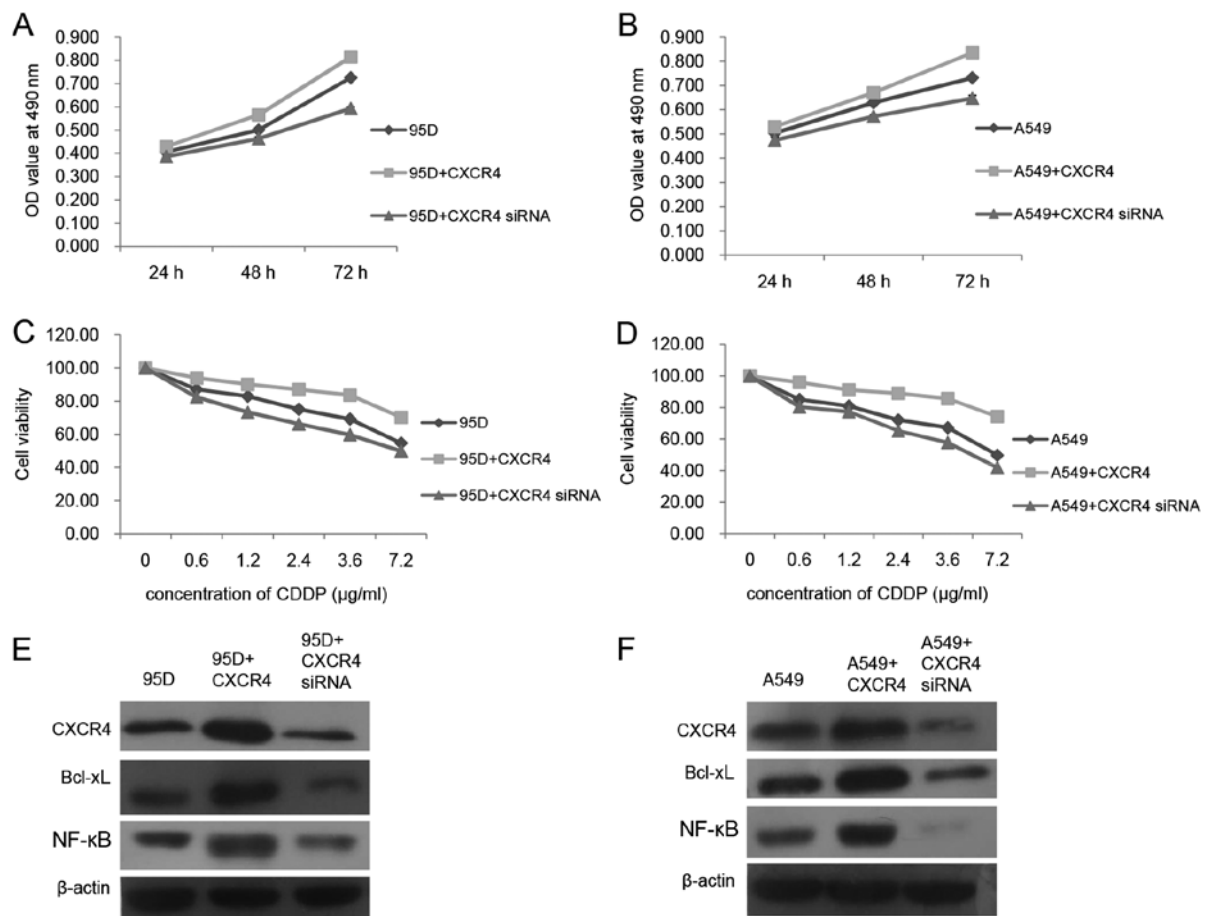 A
0.900
0.800
0.700
0.600
0.500
0.400
0.300
0.200
0.100
0.000
OD value at 490 nm
24 h 48 h 72 h
95D
95D+CXCR4
95D+CXCR4 siRNA
B
0.900
0.800
0.700
0.600
0.500
0.400
0.300
0.200
0.100
0.000
OD value at 490 nm
24 h 48 h 72 h
A549
A549+CXCR4
A549+CXCR4 siRNA
C
120.00
100.00
80.00
60.00
40.00
20.00
0.00
Cell viability
0 0.6 1.2 2.4 3.6 7.2
concentration of CDDP (µg/ml)
95D
95D+CXCR4
95D+CXCR4 siRNA
D
120.00
100.00
80.00
60.00
40.00
20.00
0.00
Cell viability
0 0.6 1.2 2.4 3.6 7.2
concentration of CDDP (µg/ml)
A549
A549+CXCR4
A549+CXCR4 siRNA
E
95D
95D+
CXCR4
95D+
CXCR4
siRNA
CXCR4
Bcl-xL
NF-κB
β-actin
F
A549
A549+
CXCR4
A549+
CXCR4
siRNA
CXCR4
Bcl-xL
NF-κB
β-actin